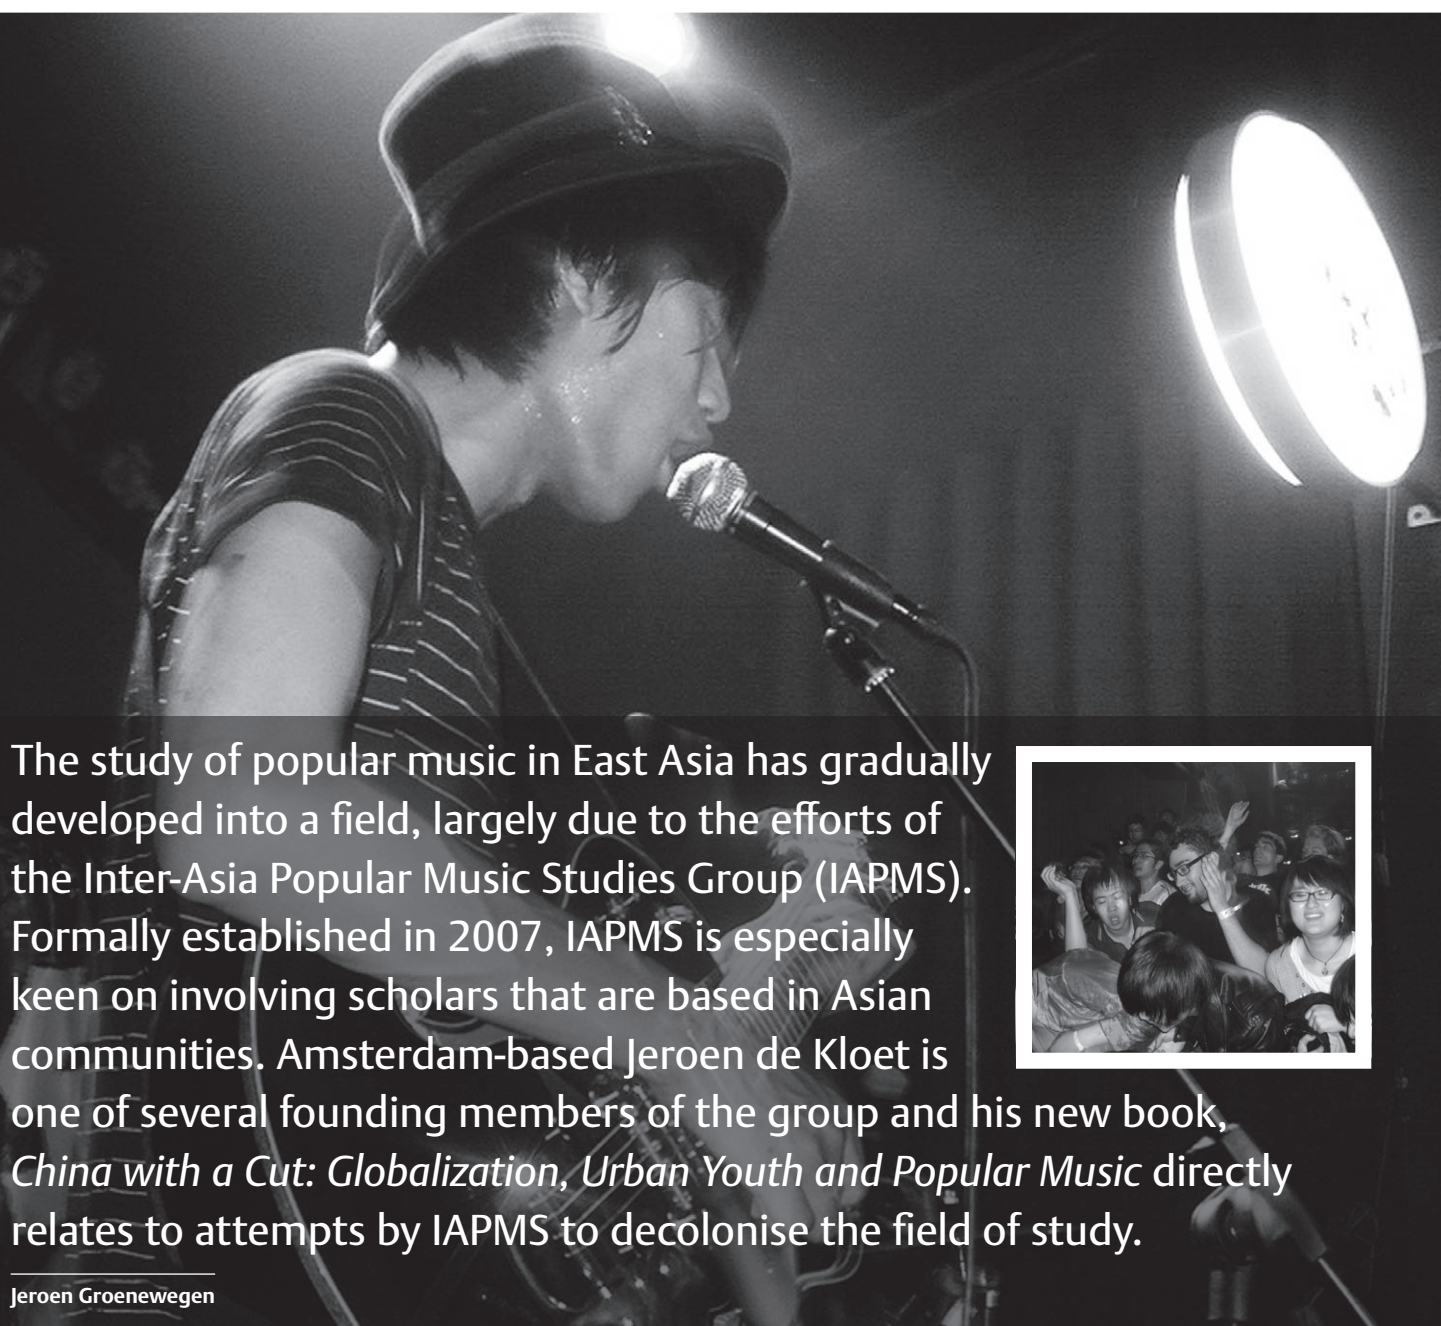 The study of popular music in East Asia has gradually
developed into a field, largely due to the efforts of
the Inter-Asia Popular Music Studies Group (IAPMS).
Formally established in 2007, IAPMS is especially
keen on involving scholars that are based in Asian
communities. Amsterdam-based Jeroen de Kloet is
one of several founding members of the group and his new book,
China with a Cut: Globalization, Urban Youth and Popular Music directly
relates to attempts by IAPMS to decolonise the field of study.
Jeroen Groenewegen